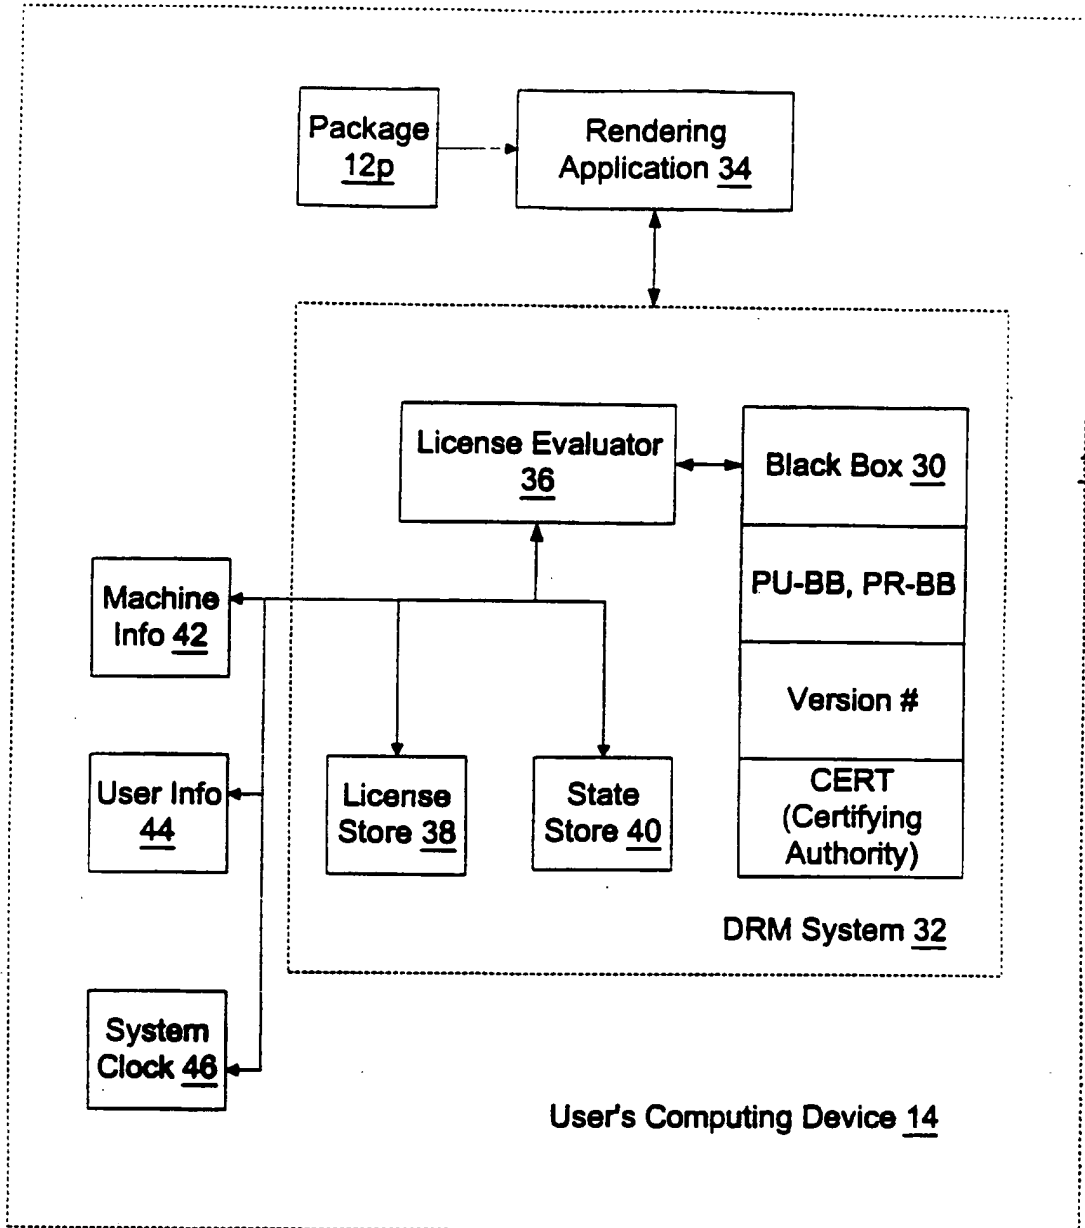 Package
12p
Rendering
Application 34
License Evaluator
36
Black Box 30
PU-BB, PR-BB
Version #
CERT
(Certifying
Authority)
Machine
Info 42
User Info
44
System
Clock 46
License
Store 38
State
Store 40
DRM System 32
User's Computing Device 14